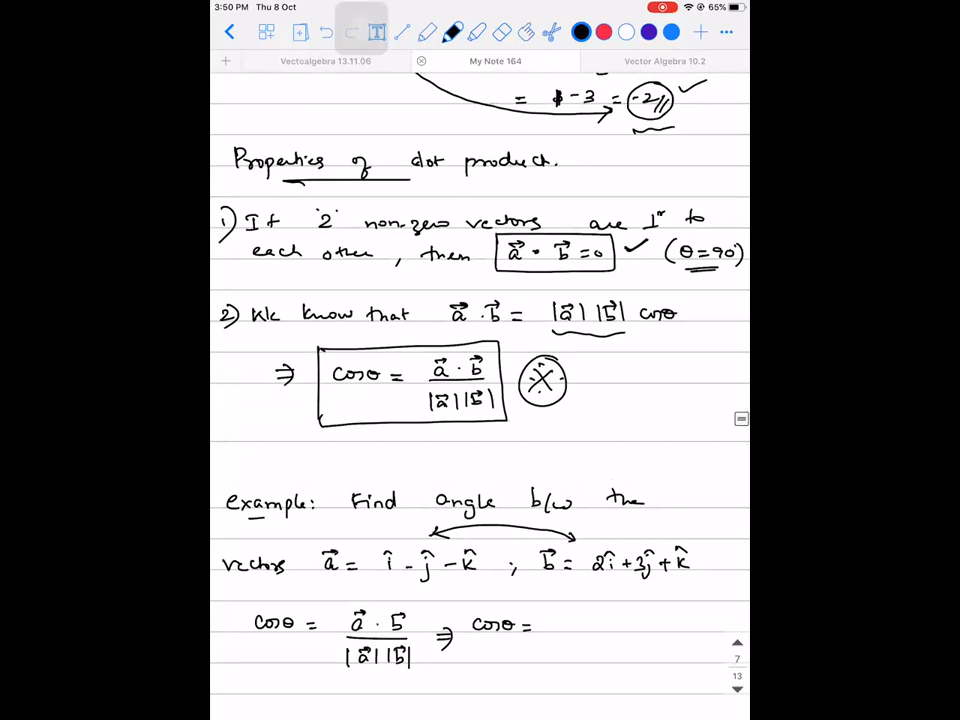 3:50 PM Thu 8 Oct
65%
Vectoalgebra 13.11.06
My Note 164
Vector Algebra 10.2
= 1 - 3 = -2//
Properties of dot product.
1) If '2' non-zero vectors are ⊥r to
each other, then a⃗ · b⃗ = 0 ✓ (θ = 90°)
2) We know that a⃗ · b⃗ = |a⃗| |b⃗| cosθ
⇒ cosθ = a⃗ · b⃗ / |a⃗| |b⃗|
example: Find angle b/w the
vectors a⃗ = î - ĵ - k̂ ; b⃗ = 2î + 3ĵ + k̂
cosθ = a⃗ · b⃗ / |a⃗| |b⃗| ⇒ cosθ =
7
13